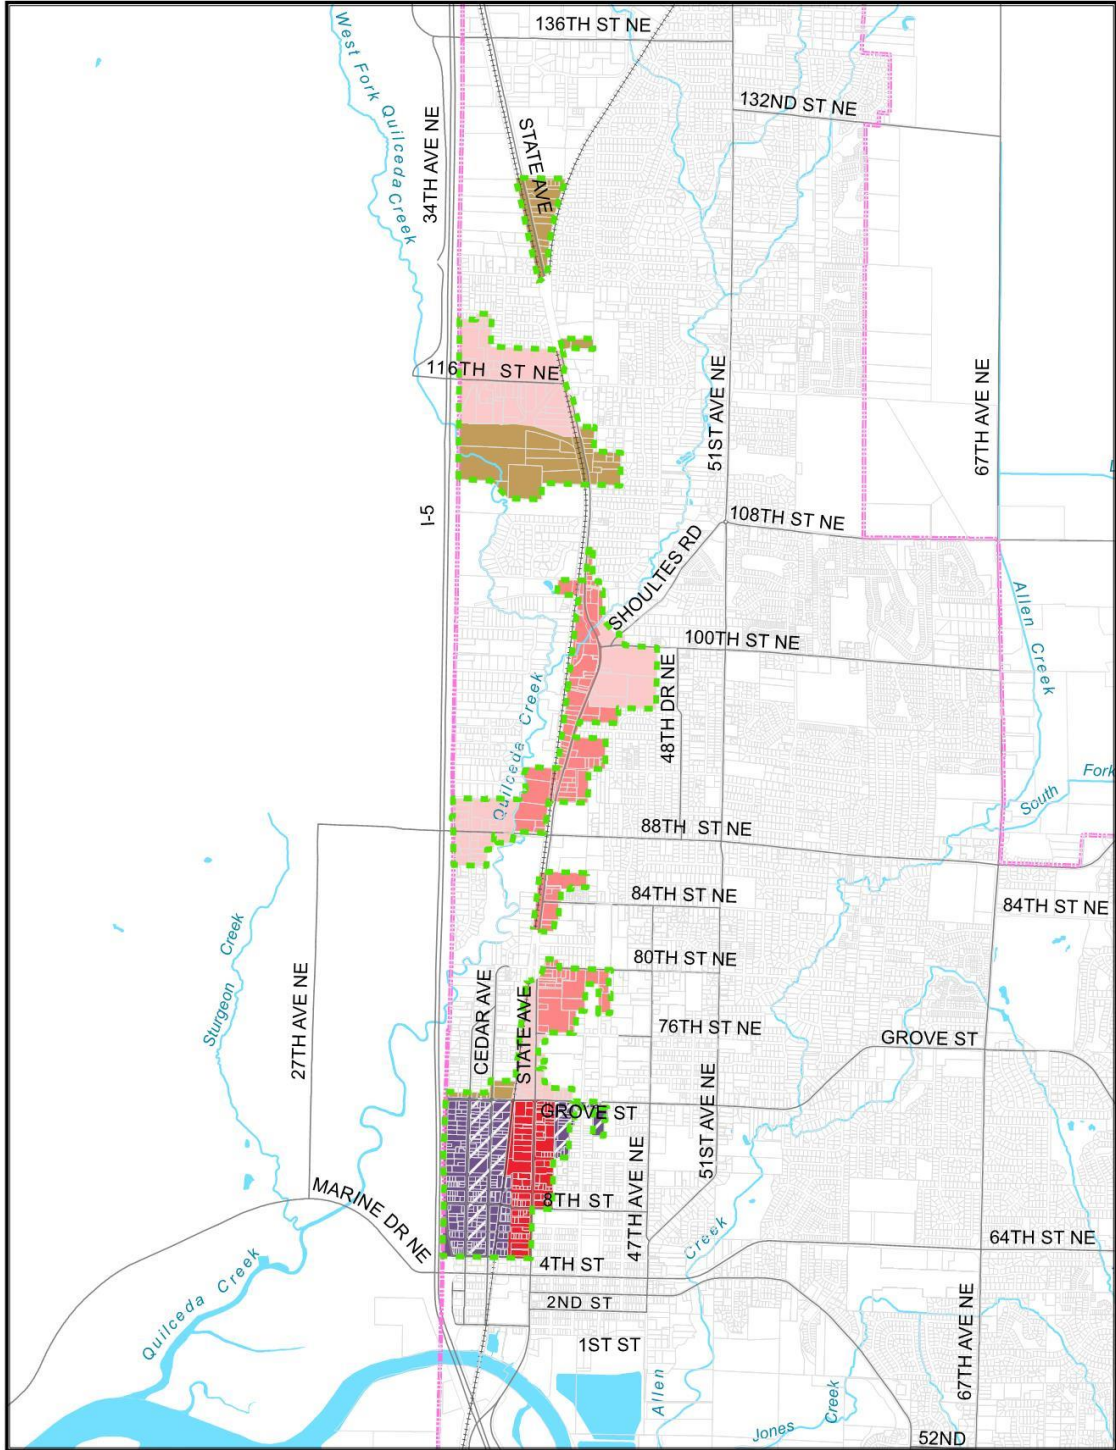 136TH ST NE
West Fork Quilceda Creek
132ND ST NE
34TH AVE NE
STATE AVE
116TH ST NE
51ST AVE NE
67TH AVE NE
I-5
108TH ST NE
SHOULTES RD
Allen Creek
100TH ST NE
48TH DR NE
Quilceda Creek
Fork
South
88TH ST NE
84TH ST NE
84TH ST NE
Sturgeon Creek
80TH ST NE
27TH AVE NE
CEDAR AVE
STATE AVE
76TH ST NE
GROVE ST
51ST AVE NE
GROVE ST
47TH AVE NE
MARINE DR NE
8TH ST
Creek
64TH ST NE
4TH ST
Quilceda Creek
2ND ST
67TH AVE NE
1ST ST
Allen
Creek
Jones
52ND